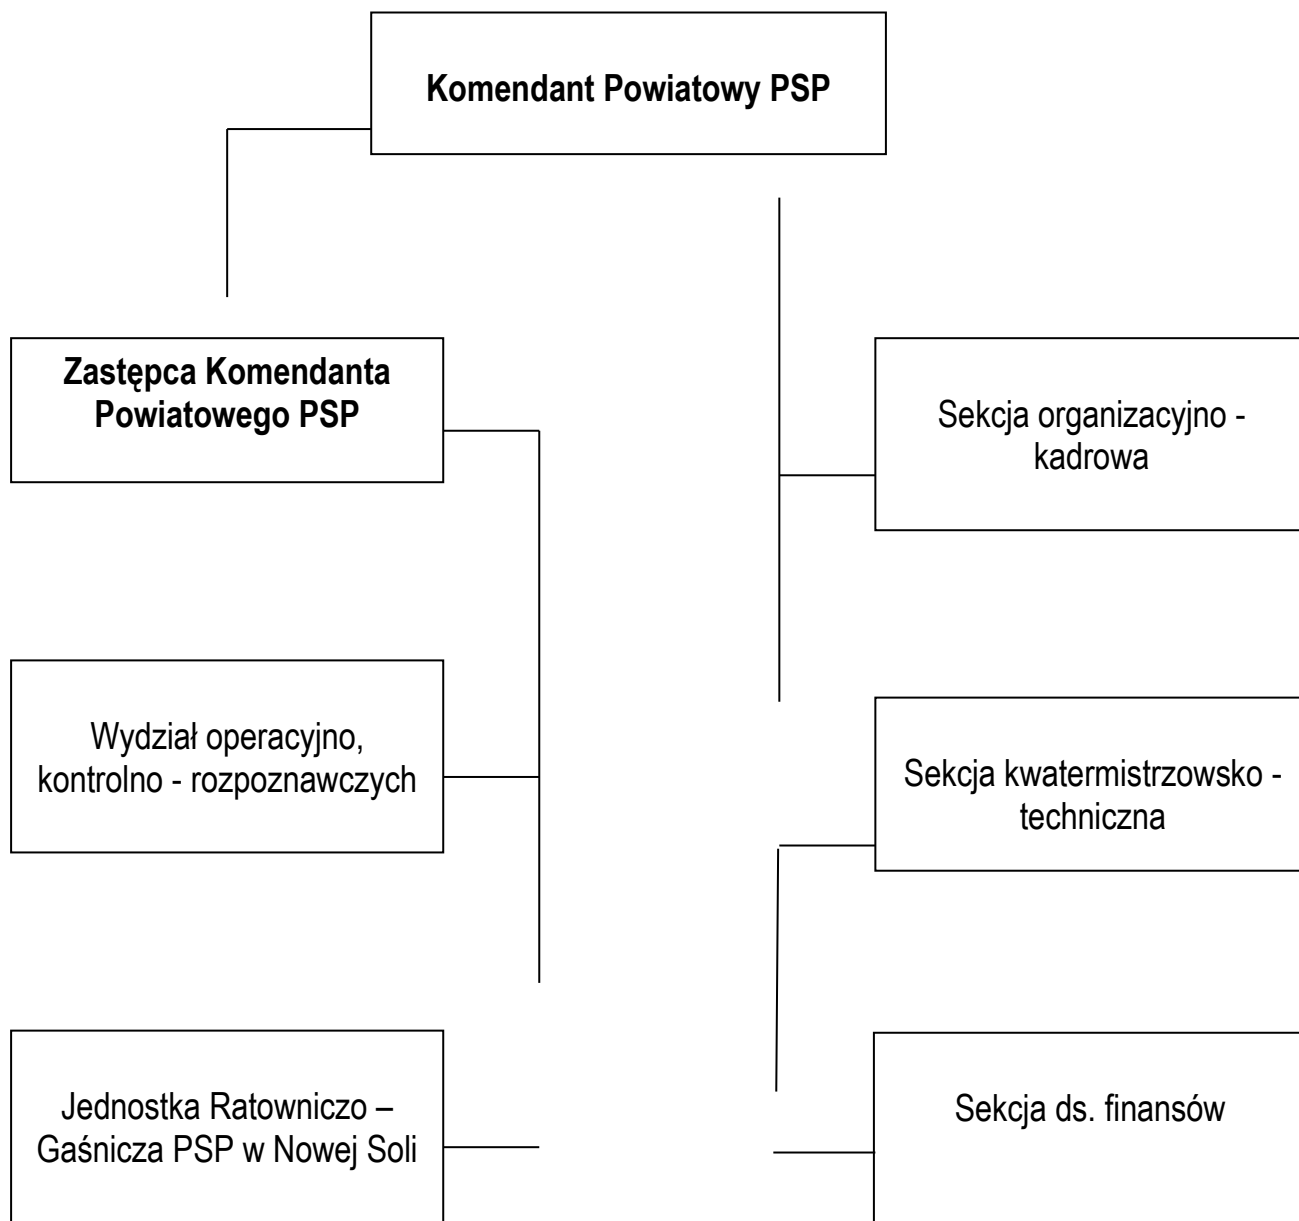 Komendant Powiatowy PSP
Zastępca Komendanta
Powiatowego PSP
Sekcja organizacyjno -
kadrowa
Wydział operacyjno,
kontrolno - rozpoznawczych
Sekcja kwatermistrzowsko -
techniczna
Jednostka Ratowniczo –
Gaśnicza PSP w Nowej Soli
Sekcja ds. finansów